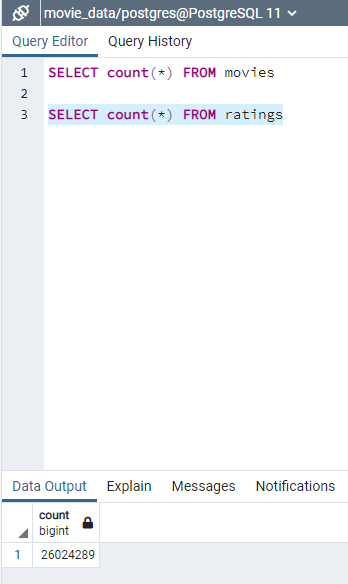 movie_data/postgres@PostgreSQL 11
Query Editor Query History
1 SELECT count(*) FROM movies
2
3 SELECT count(*) FROM ratings
Data Output Explain Messages Notifications
count
bigint
1 26024289